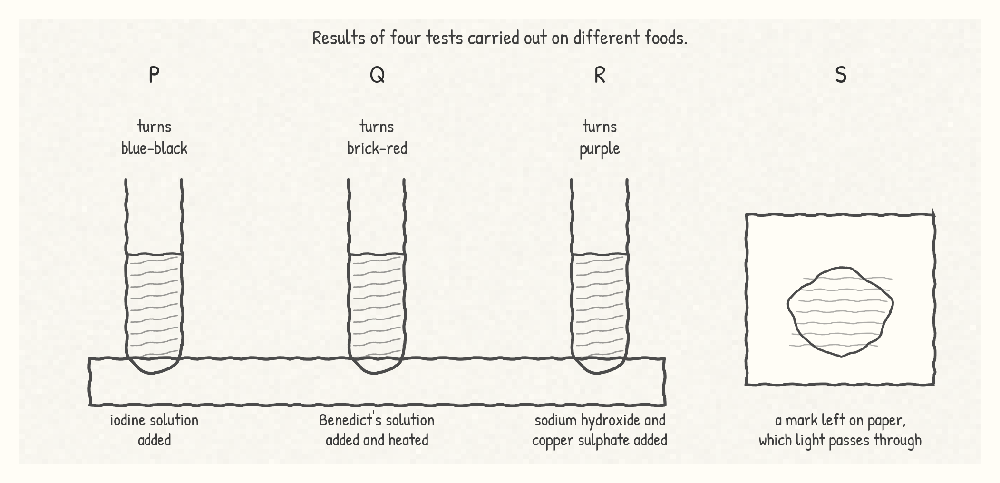 Results of four tests carried out on different foods.
P
Q
R
S
turns
blue-black
turns
brick-red
turns
purple
iodine solution
added
Benedict's solution
added and heated
sodium hydroxide and
copper sulphate added
a mark left on paper,
which light passes through